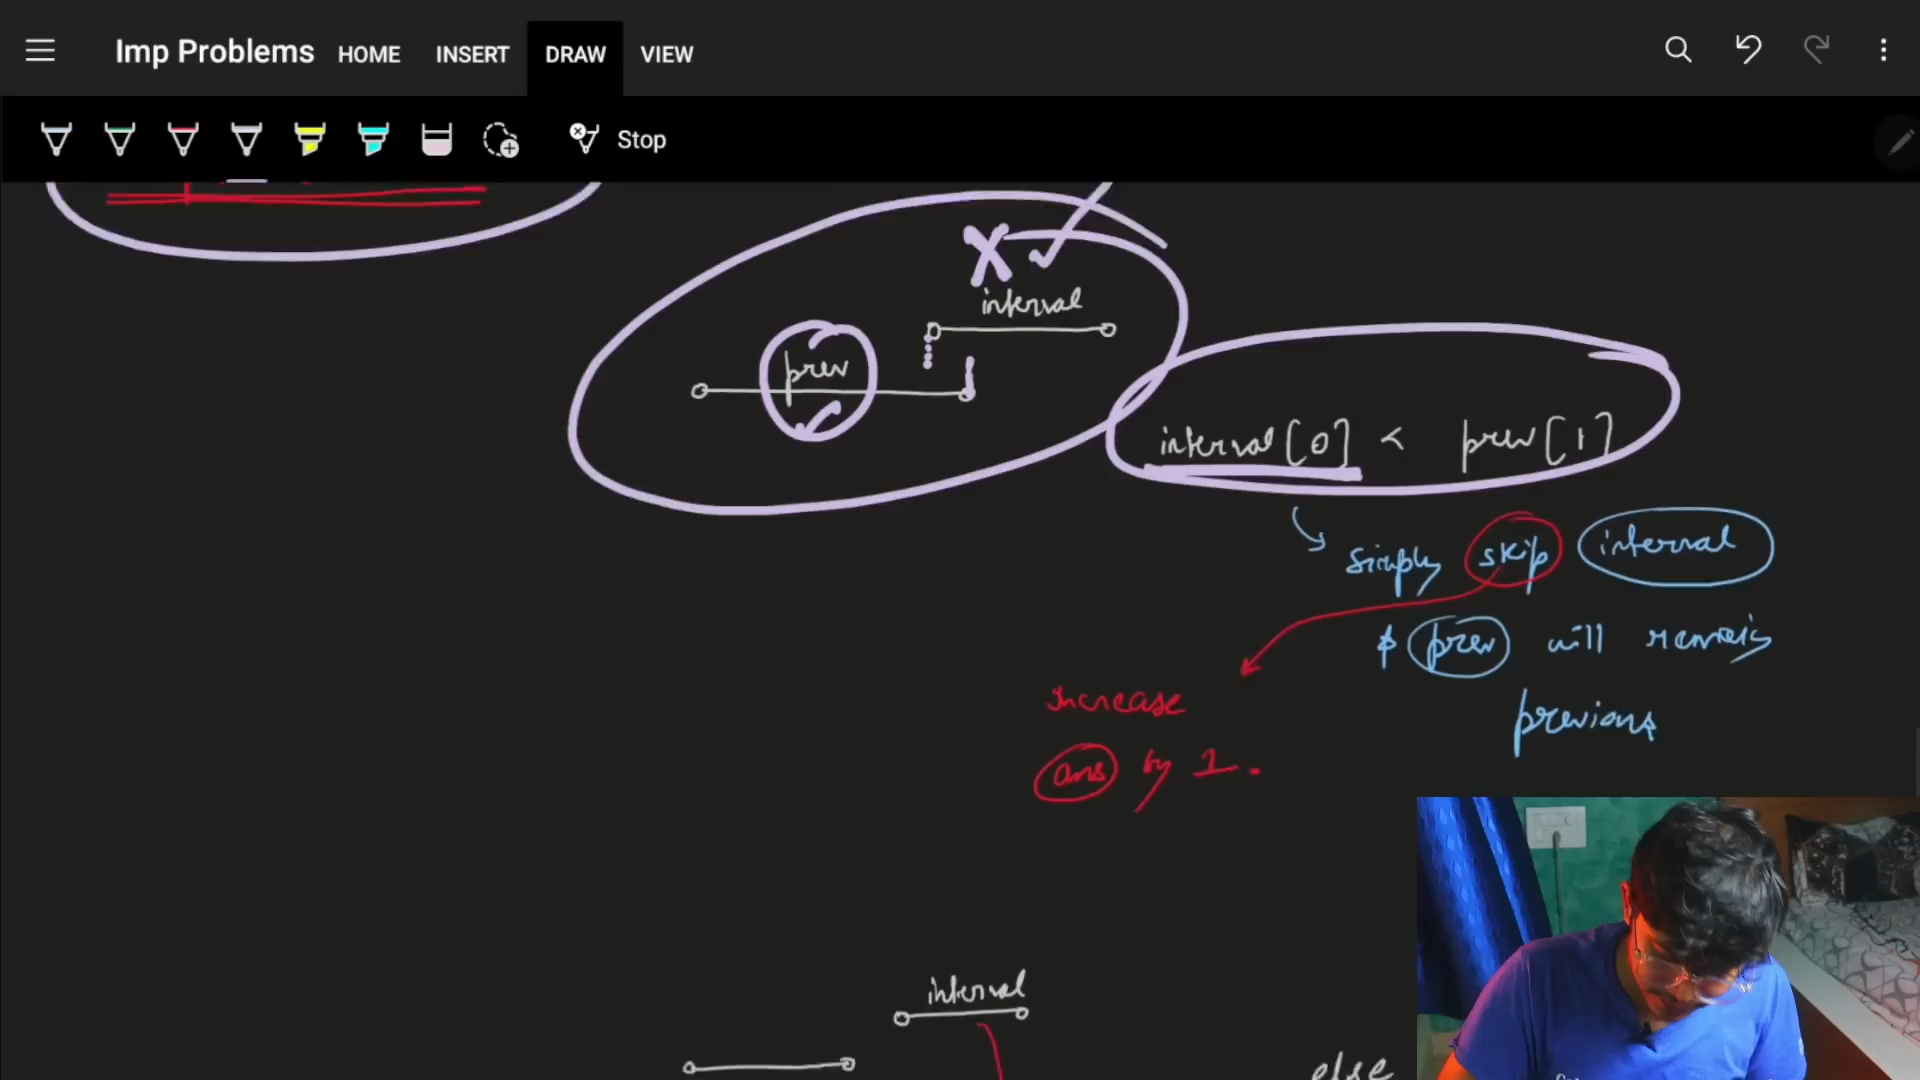 Imp Problems HOME INSERT DRAW VIEW
Stop
interval
prev
interval[0] < prev[1]
simply skip interval
& prev will remain
previous
Increase
ans by 1.
interval
else